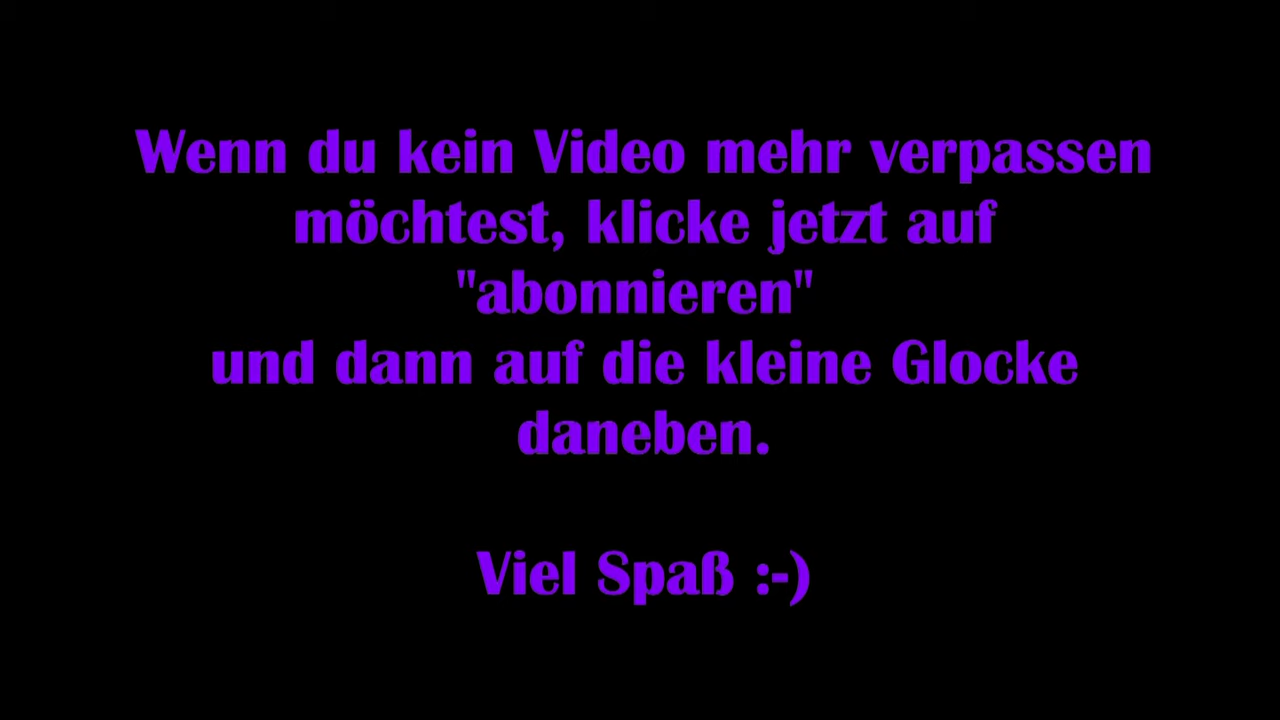 Wenn du kein Video mehr verpassen
möchtest, klicke jetzt auf
"abonnieren"
und dann auf die kleine Glocke
daneben.
Viel Spaß :-)